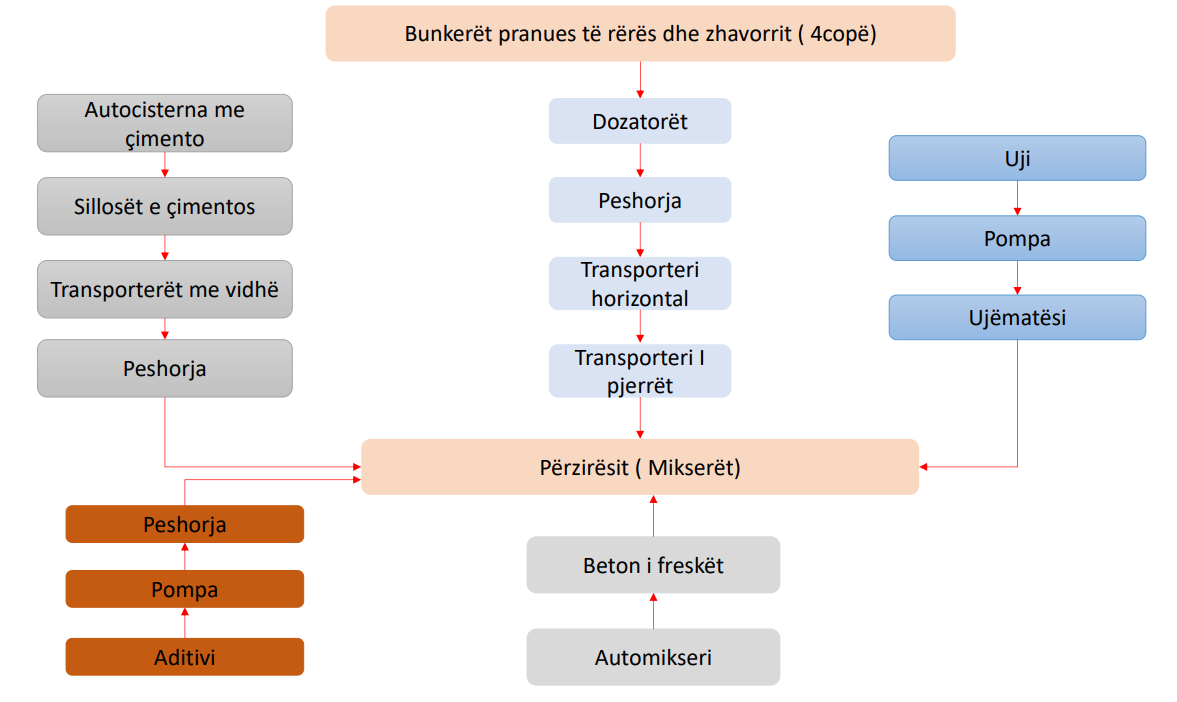 Bunkerët pranues të rërës dhe zhavorrit ( 4copë)
Autocisterna me
çimento
Sillosët e çimentos
Transporterët me vidhë
Peshorja
Dozatorët
Peshorja
Transporteri
horizontal
Transporteri I
pjerrët
Uji
Pompa
Ujëmatësi
Përzirësit ( Mikserët)
Peshorja
Pompa
Aditivi
Beton i freskët
Automikseri